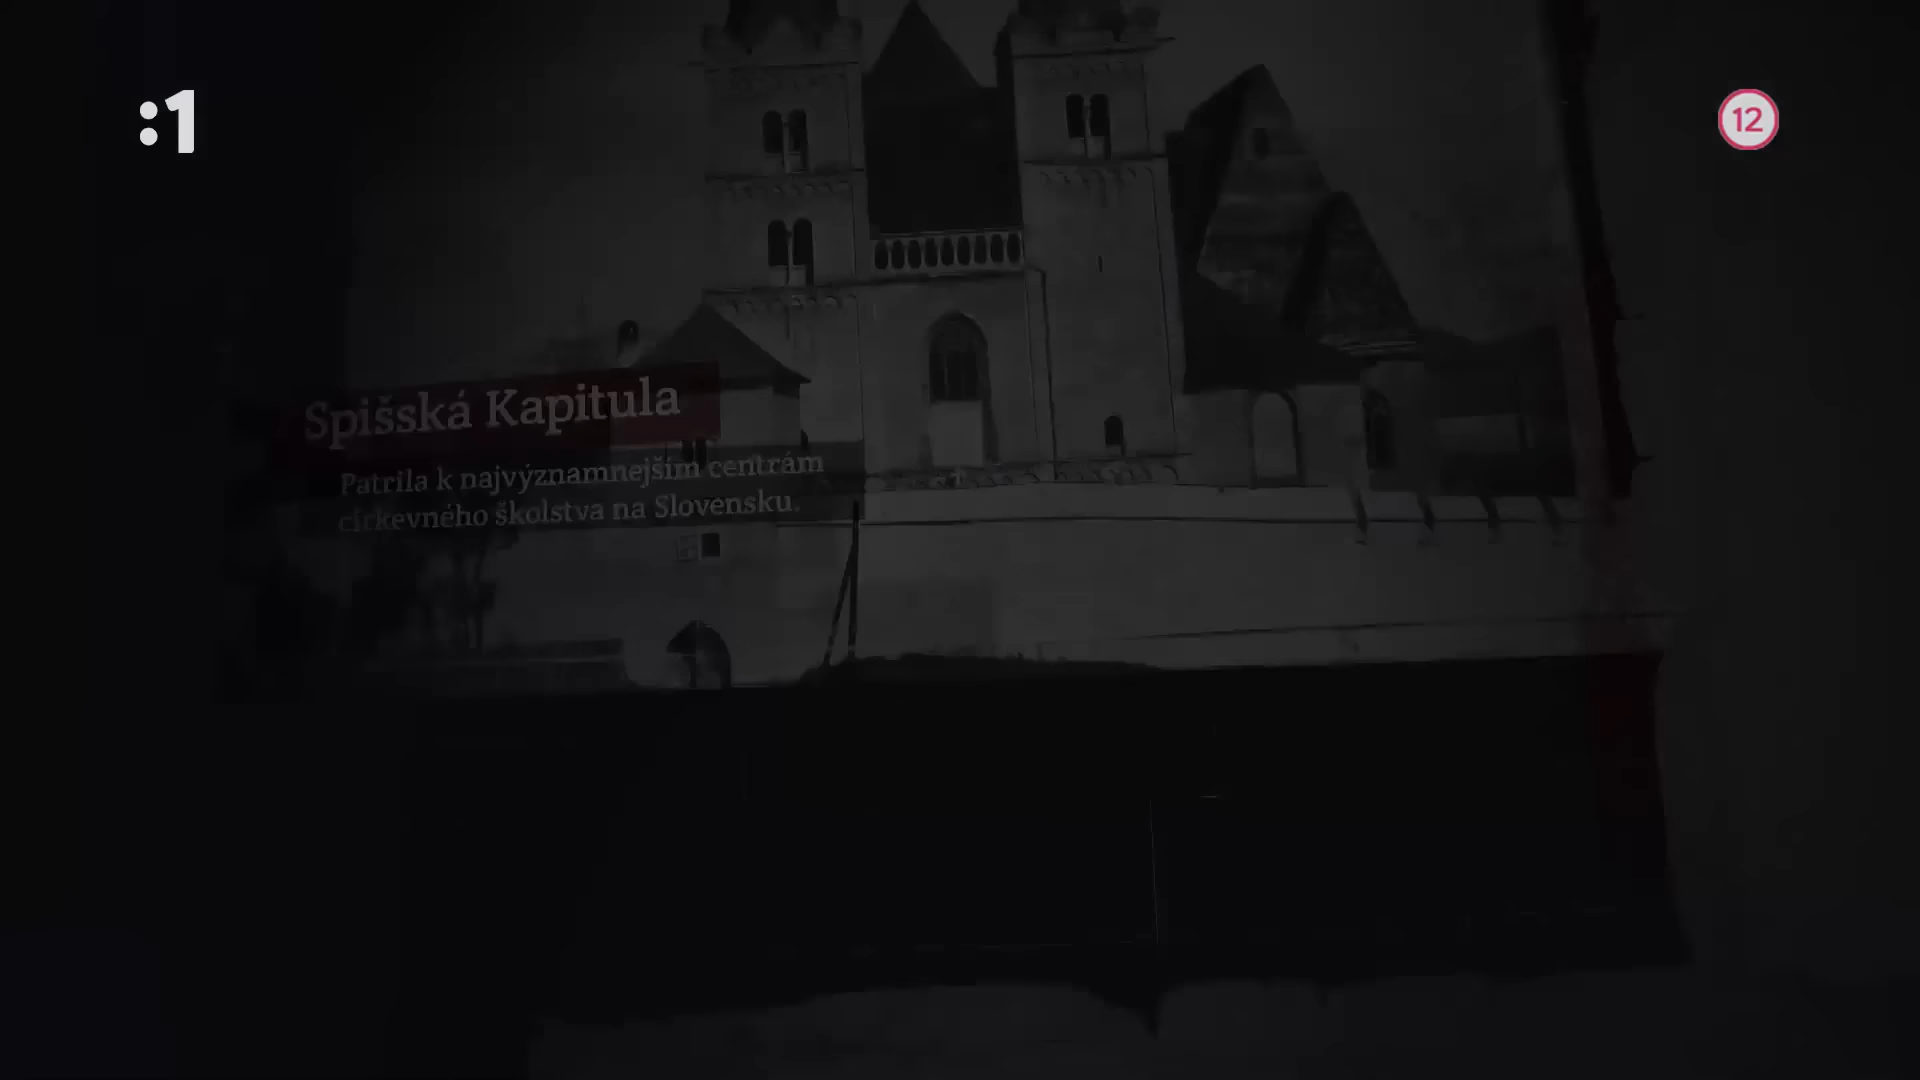 :1
12
Spišská Kapitula
Patrila k najvýznamnejším centrám
cirkevného školstva na Slovensku.